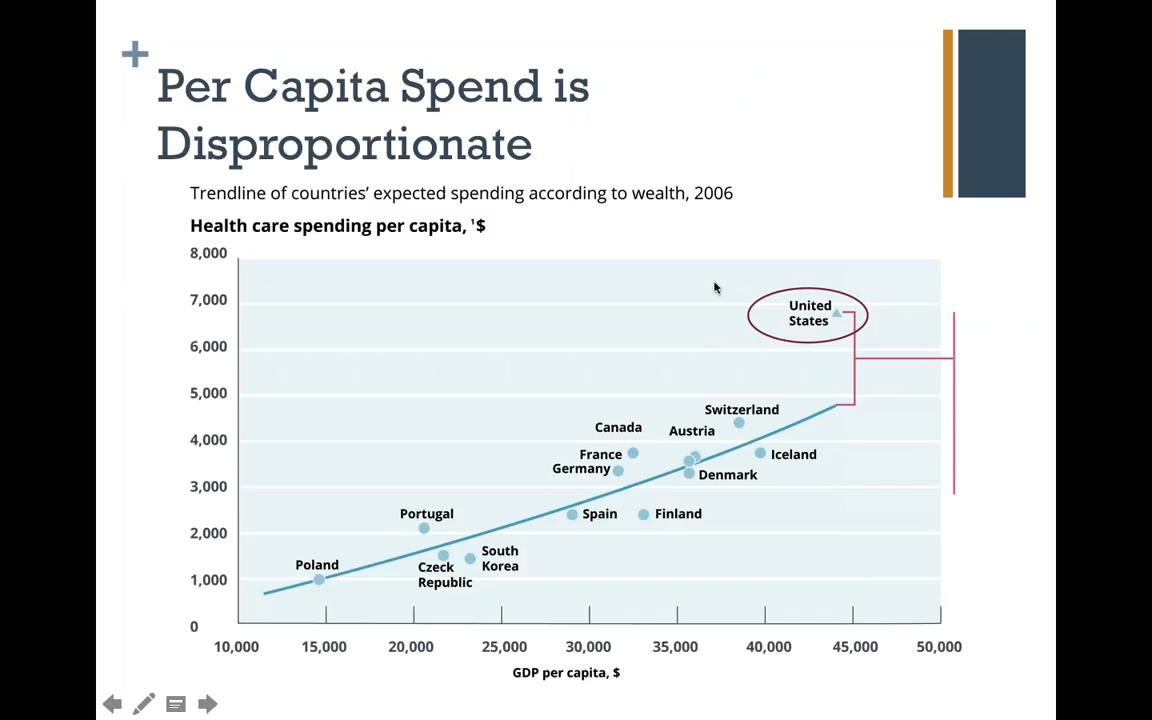 +
Per Capita Spend is
Disproportionate
Trendline of countries’ expected spending according to wealth, 2006
Health care spending per capita, ¹$
8,000
7,000
6,000
5,000
4,000
3,000
2,000
1,000
0
United
States
Switzerland
Canada
Austria
France
Iceland
Germany
Denmark
Portugal
Spain
Finland
South
Korea
Poland
Czeck
Republic
10,000 15,000 20,000 25,000 30,000 35,000 40,000 45,000 50,000
GDP per capita, $